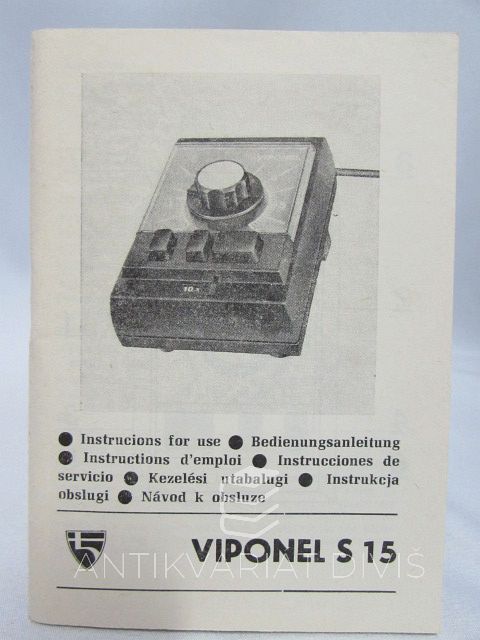 VIPONEL
10 s
● Instrucions for use ● Bedienungsanleitung
● Instructions d'emploi ● Instrucciones de
servicio ● Kezelési utabalugi ● Instrukcja
obslugi ● Návod k obsluze
VIPONEL S 15
ANTIKVARIÁT DIVIŠ